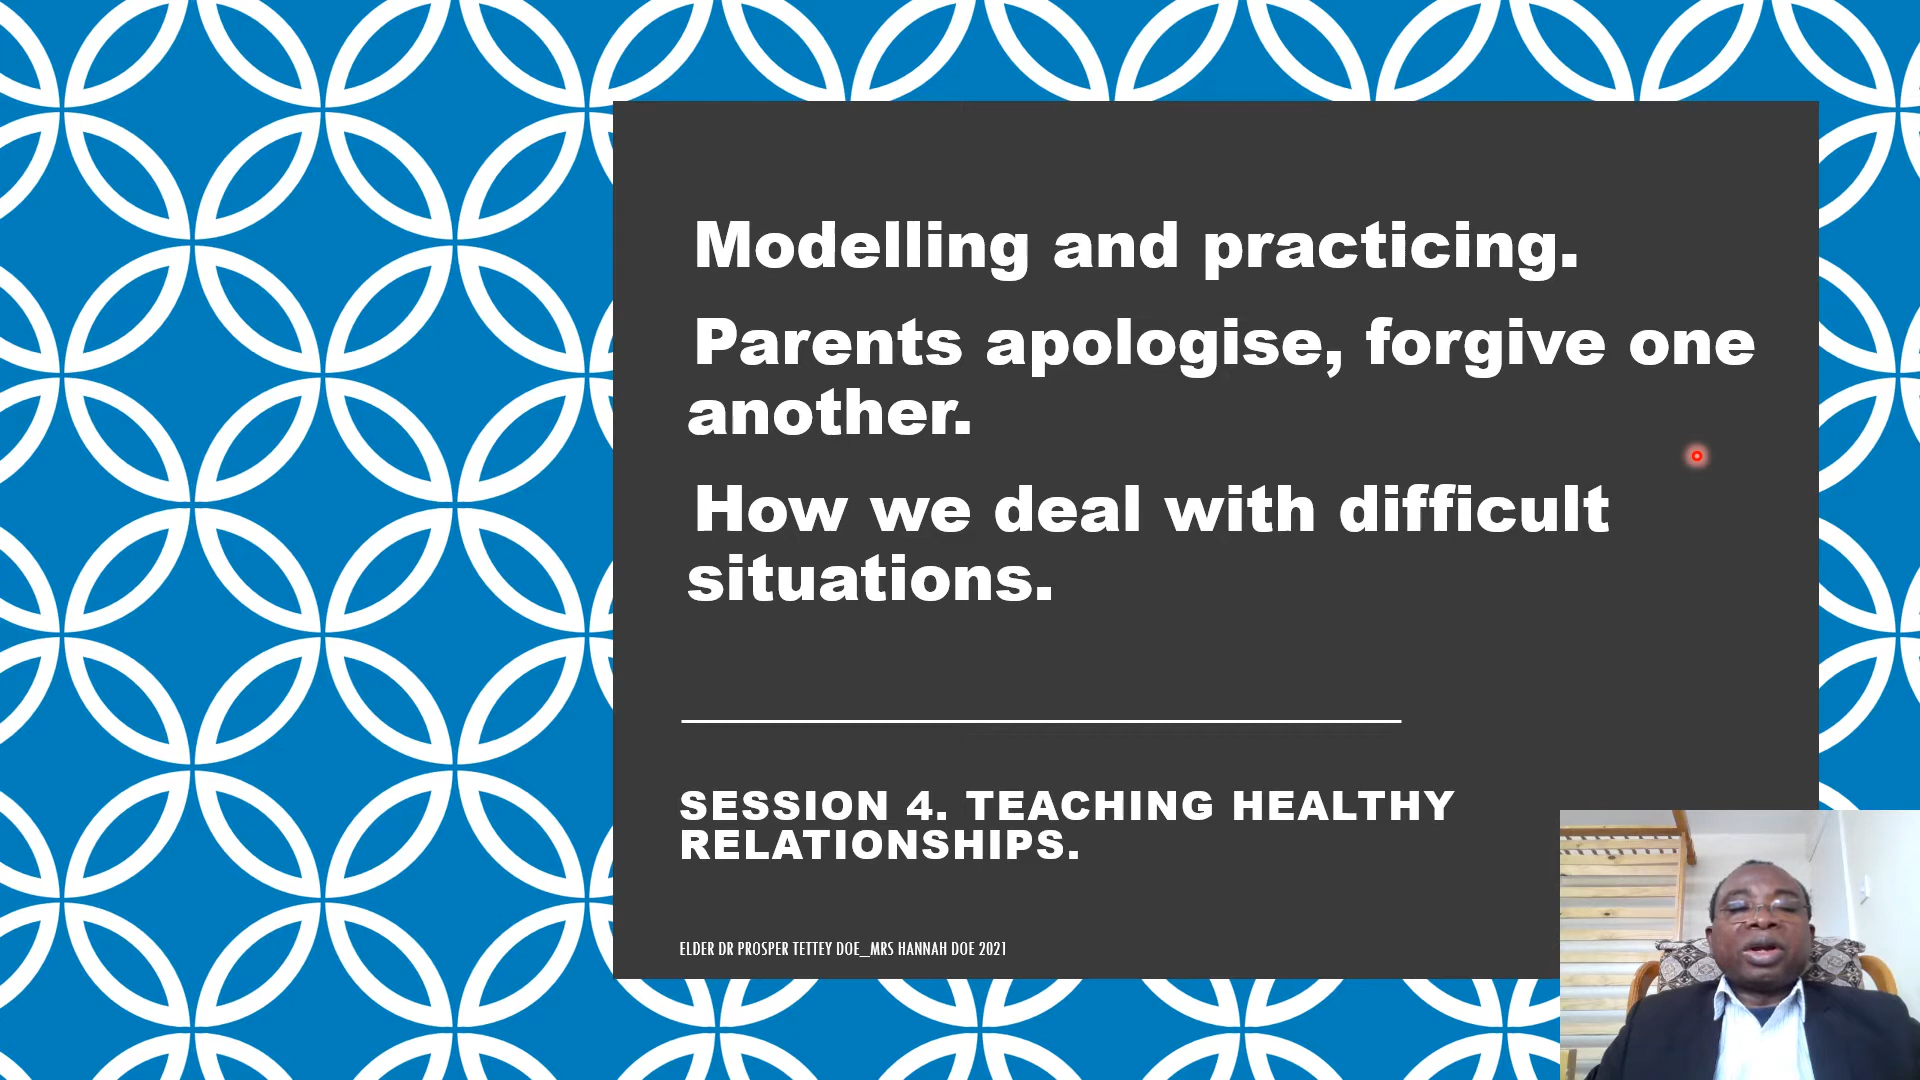 Modelling and practicing.
Parents apologise, forgive one
another.
How we deal with difficult
situations.
SESSION 4. TEACHING HEALTHY
RELATIONSHIPS.
ELDER DR PROSPER TETTEY DOE_MRS HANNAH DOE 2021